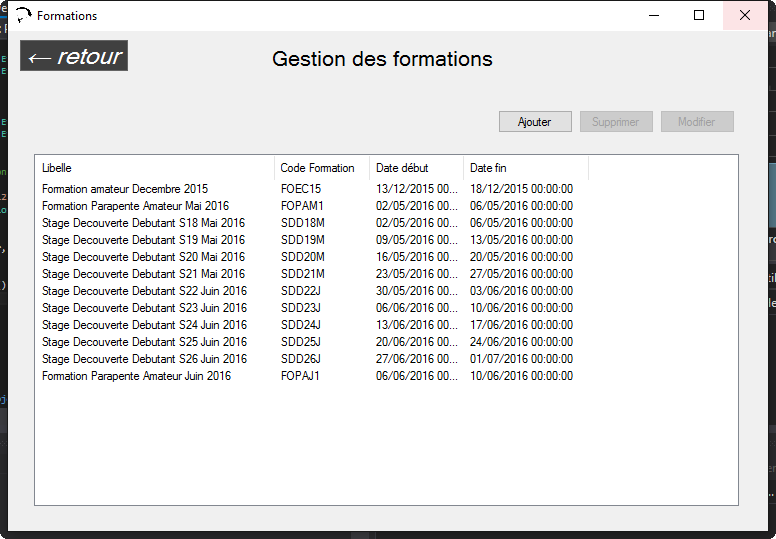 Formations
← retour
Gestion des formations
Ajouter Supprimer Modifier
Libelle Code Formation Date début Date fin
Formation amateur Decembre 2015 FOEC15 13/12/2015 00... 18/12/2015 00:00:00
Formation Parapente Amateur Mai 2016 FOPAM1 02/05/2016 00... 06/05/2016 00:00:00
Stage Decouverte Debutant S18 Mai 2016 SDD18M 02/05/2016 00... 06/05/2016 00:00:00
Stage Decouverte Debutant S19 Mai 2016 SDD19M 09/05/2016 00... 13/05/2016 00:00:00
Stage Decouverte Debutant S20 Mai 2016 SDD20M 16/05/2016 00... 20/05/2016 00:00:00
Stage Decouverte Debutant S21 Mai 2016 SDD21M 23/05/2016 00... 27/05/2016 00:00:00
Stage Decouverte Debutant S22 Juin 2016 SDD22J 30/05/2016 00... 03/06/2016 00:00:00
Stage Decouverte Debutant S23 Juin 2016 SDD23J 06/06/2016 00... 10/06/2016 00:00:00
Stage Decouverte Debutant S24 Juin 2016 SDD24J 13/06/2016 00... 17/06/2016 00:00:00
Stage Decouverte Debutant S25 Juin 2016 SDD25J 20/06/2016 00... 24/06/2016 00:00:00
Stage Decouverte Debutant S26 Juin 2016 SDD26J 27/06/2016 00... 01/07/2016 00:00:00
Formation Parapente Amateur Juin 2016 FOPAJ1 06/06/2016 00... 10/06/2016 00:00:00